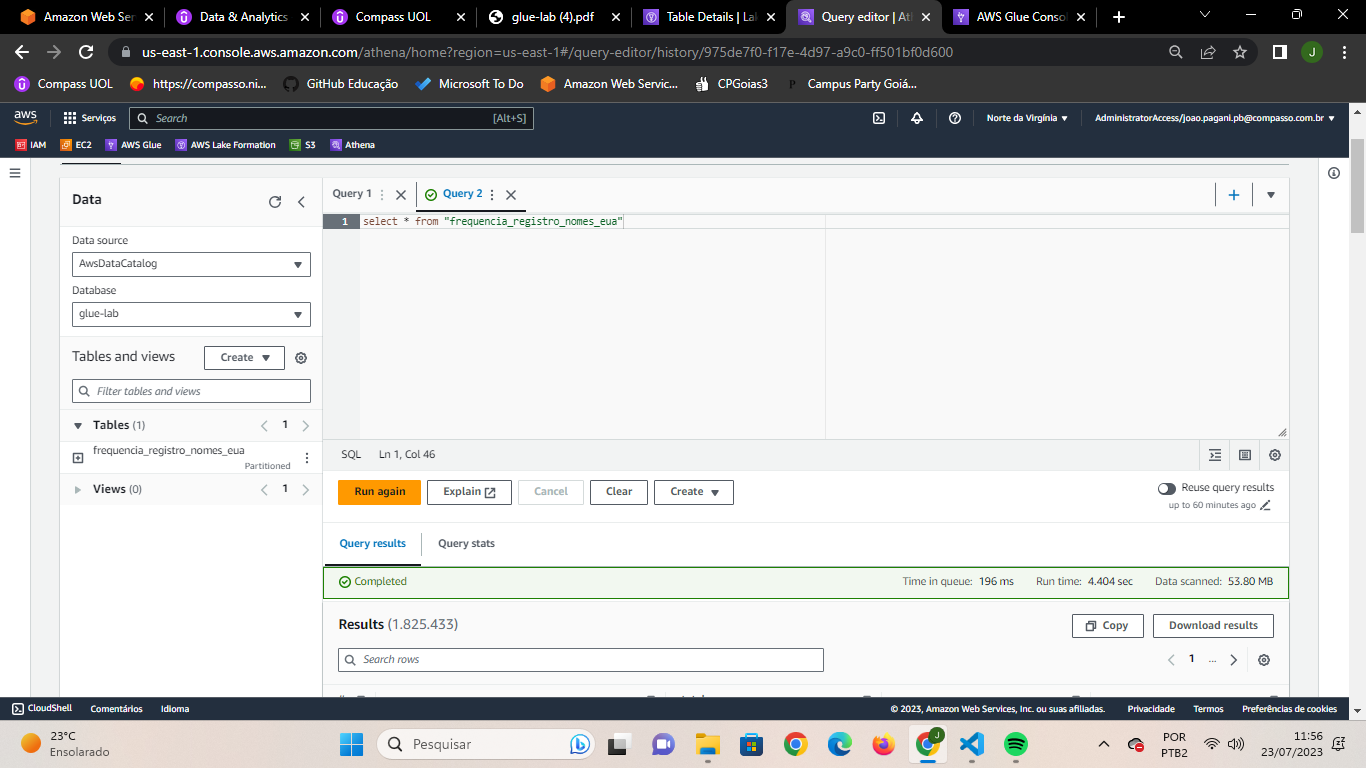 Amazon Web Ser
Data & Analytics
Compass UOL
glue-lab (4).pdf
Table Details | Lak
Query editor | Ath
AWS Glue Conso
us-east-1.console.aws.amazon.com/athena/home?region=us-east-1#/query-editor/history/975de7f0-f17e-4d97-a9c0-ff501bf0d600
J
Compass UOL
https://compasso.ni...
GitHub Educação
Microsoft To Do
Amazon Web Servic...
CPGoias3
P Campus Party Goiá...
aws
Serviços
Search
[Alt+S]
Norte da Virgínia
AdministratorAccess/joao.pagani.pb@compasso.com.br
IAM
EC2
AWS Glue
AWS Lake Formation
S3
Athena
Data
Data source
AwsDataCatalog
Database
glue-lab
Tables and views
Create
Filter tables and views
Tables (1)
1
frequencia_registro_nomes_eua
Partitioned
Views (0)
1
Query 1
Query 2
1 select * from "frequencia_registro_nomes_eua"
SQL Ln 1, Col 46
Run again
Explain
Cancel
Clear
Create
Reuse query results
up to 60 minutes ago
Query results
Query stats
Completed
Time in queue: 196 ms
Run time: 4.404 sec
Data scanned: 53.80 MB
Results (1.825.433)
Copy
Download results
Search rows
1 ...
CloudShell
Comentários
Idioma
© 2023, Amazon Web Services, Inc. ou suas afiliadas.
Privacidade
Termos
Preferências de cookies
23°C
Ensolarado
Pesquisar
J
POR
PTB2
11:56
23/07/2023